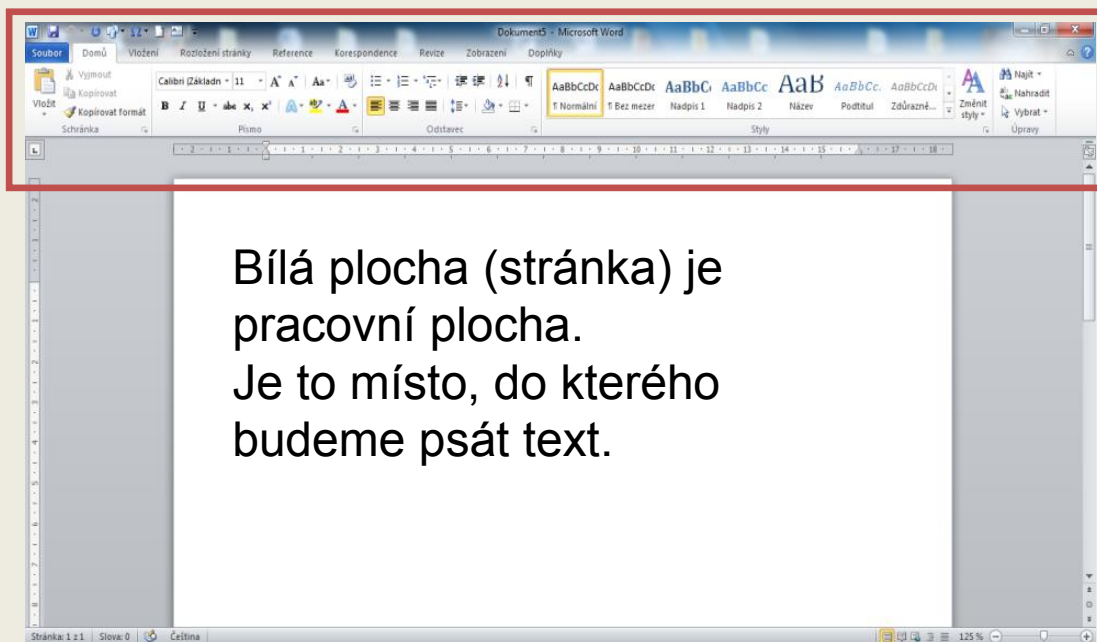 Dokument5 - Microsoft Word
Soubor Domů Vložení Rozložení stránky Reference Korespondence Revize Zobrazení Doplňky
Vložit
Vyjmout
Kopírovat
Kopírovat formát
Schránka
Calibri (Základn 11
Písmo
Odstavec
AaBbCcDc AaBbCcDc AaBbC AaBbCc AaB AaBbCc. AaBbCcDc
¶ Normální ¶ Bez mezer Nadpis 1 Nadpis 2 Název Podtitul Zdůrazně...
Změnit
styly
Styly
Najít
Nahradit
Vybrat
Úpravy
Bílá plocha (stránka) je
pracovní plocha.
Je to místo, do kterého
budeme psát text.
Stránka: 1 z 1 Slova: 0 Čeština 125 %